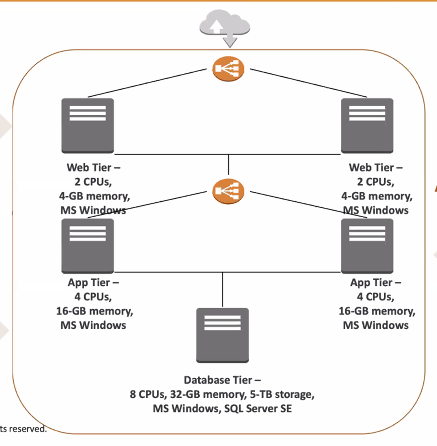 Web Tier –
2 CPUs,
4-GB memory,
MS Windows
Web Tier –
2 CPUs,
4-GB memory,
MS Windows
App Tier –
4 CPUs,
16-GB memory,
MS Windows
App Tier –
4 CPUs,
16-GB memory,
MS Windows
Database Tier –
8 CPUs, 32-GB memory, 5-TB storage,
MS Windows, SQL Server SE
ts reserved.